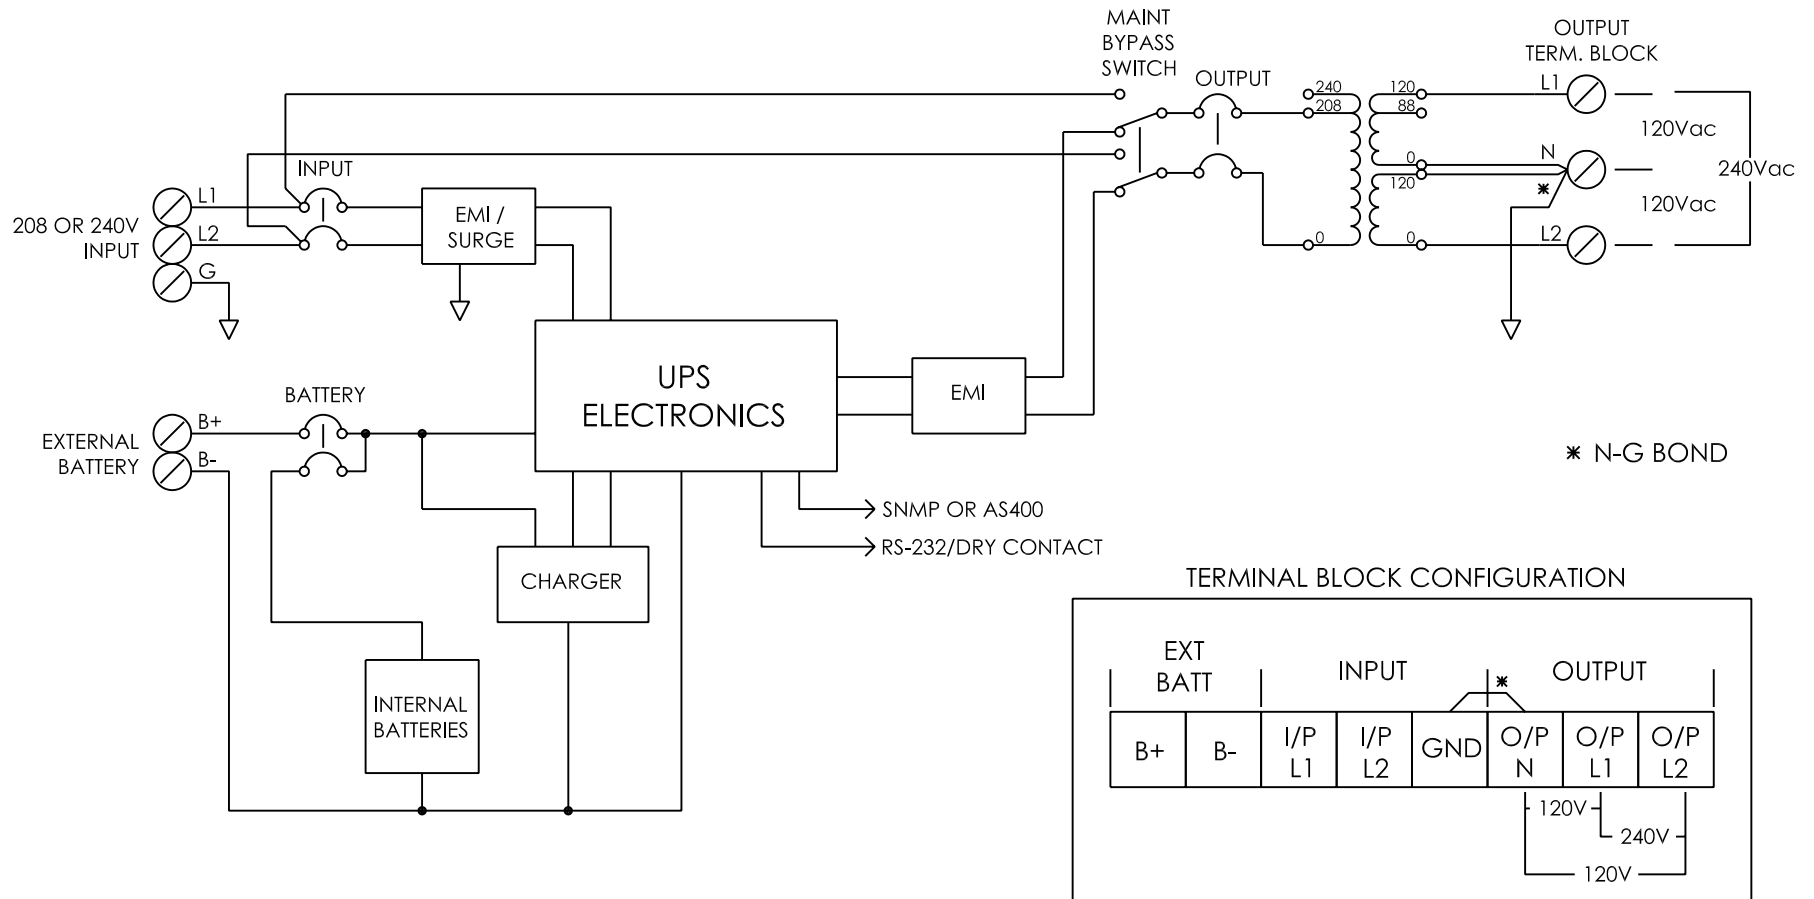 MAINT
BYPASS
SWITCH
OUTPUT
OUTPUT
TERM. BLOCK
240
208
0
120
88
0
120
0
L1
N
*
L2
120Vac
240Vac
120Vac
INPUT
208 OR 240V
INPUT
L1
L2
G
EMI /
SURGE
UPS
ELECTRONICS
EMI
BATTERY
EXTERNAL
BATTERY
B+
B-
* N-G BOND
SNMP OR AS400
RS-232/DRY CONTACT
CHARGER
INTERNAL
BATTERIES
TERMINAL BLOCK CONFIGURATION
EXT
BATT
INPUT
*
OUTPUT
B+
B-
I/P
L1
I/P
L2
GND
O/P
N
O/P
L1
O/P
L2
120V
240V
120V